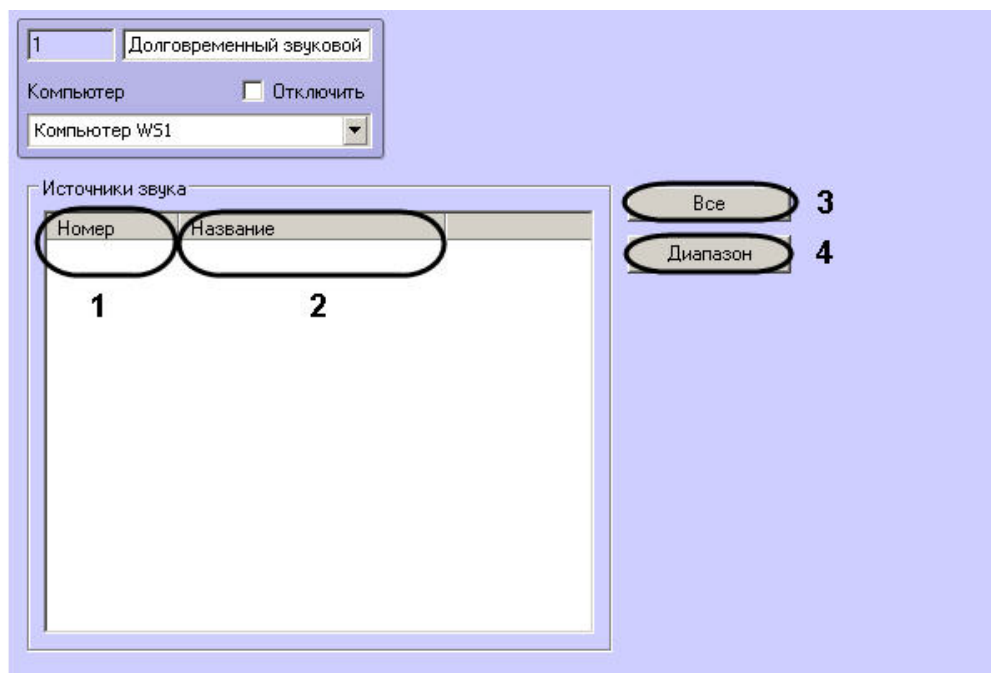 1 Долговременный звуковой
Компьютер Отключить
Компьютер WS1
Источники звука
Номер Название
1 2
Все 3
Диапазон 4